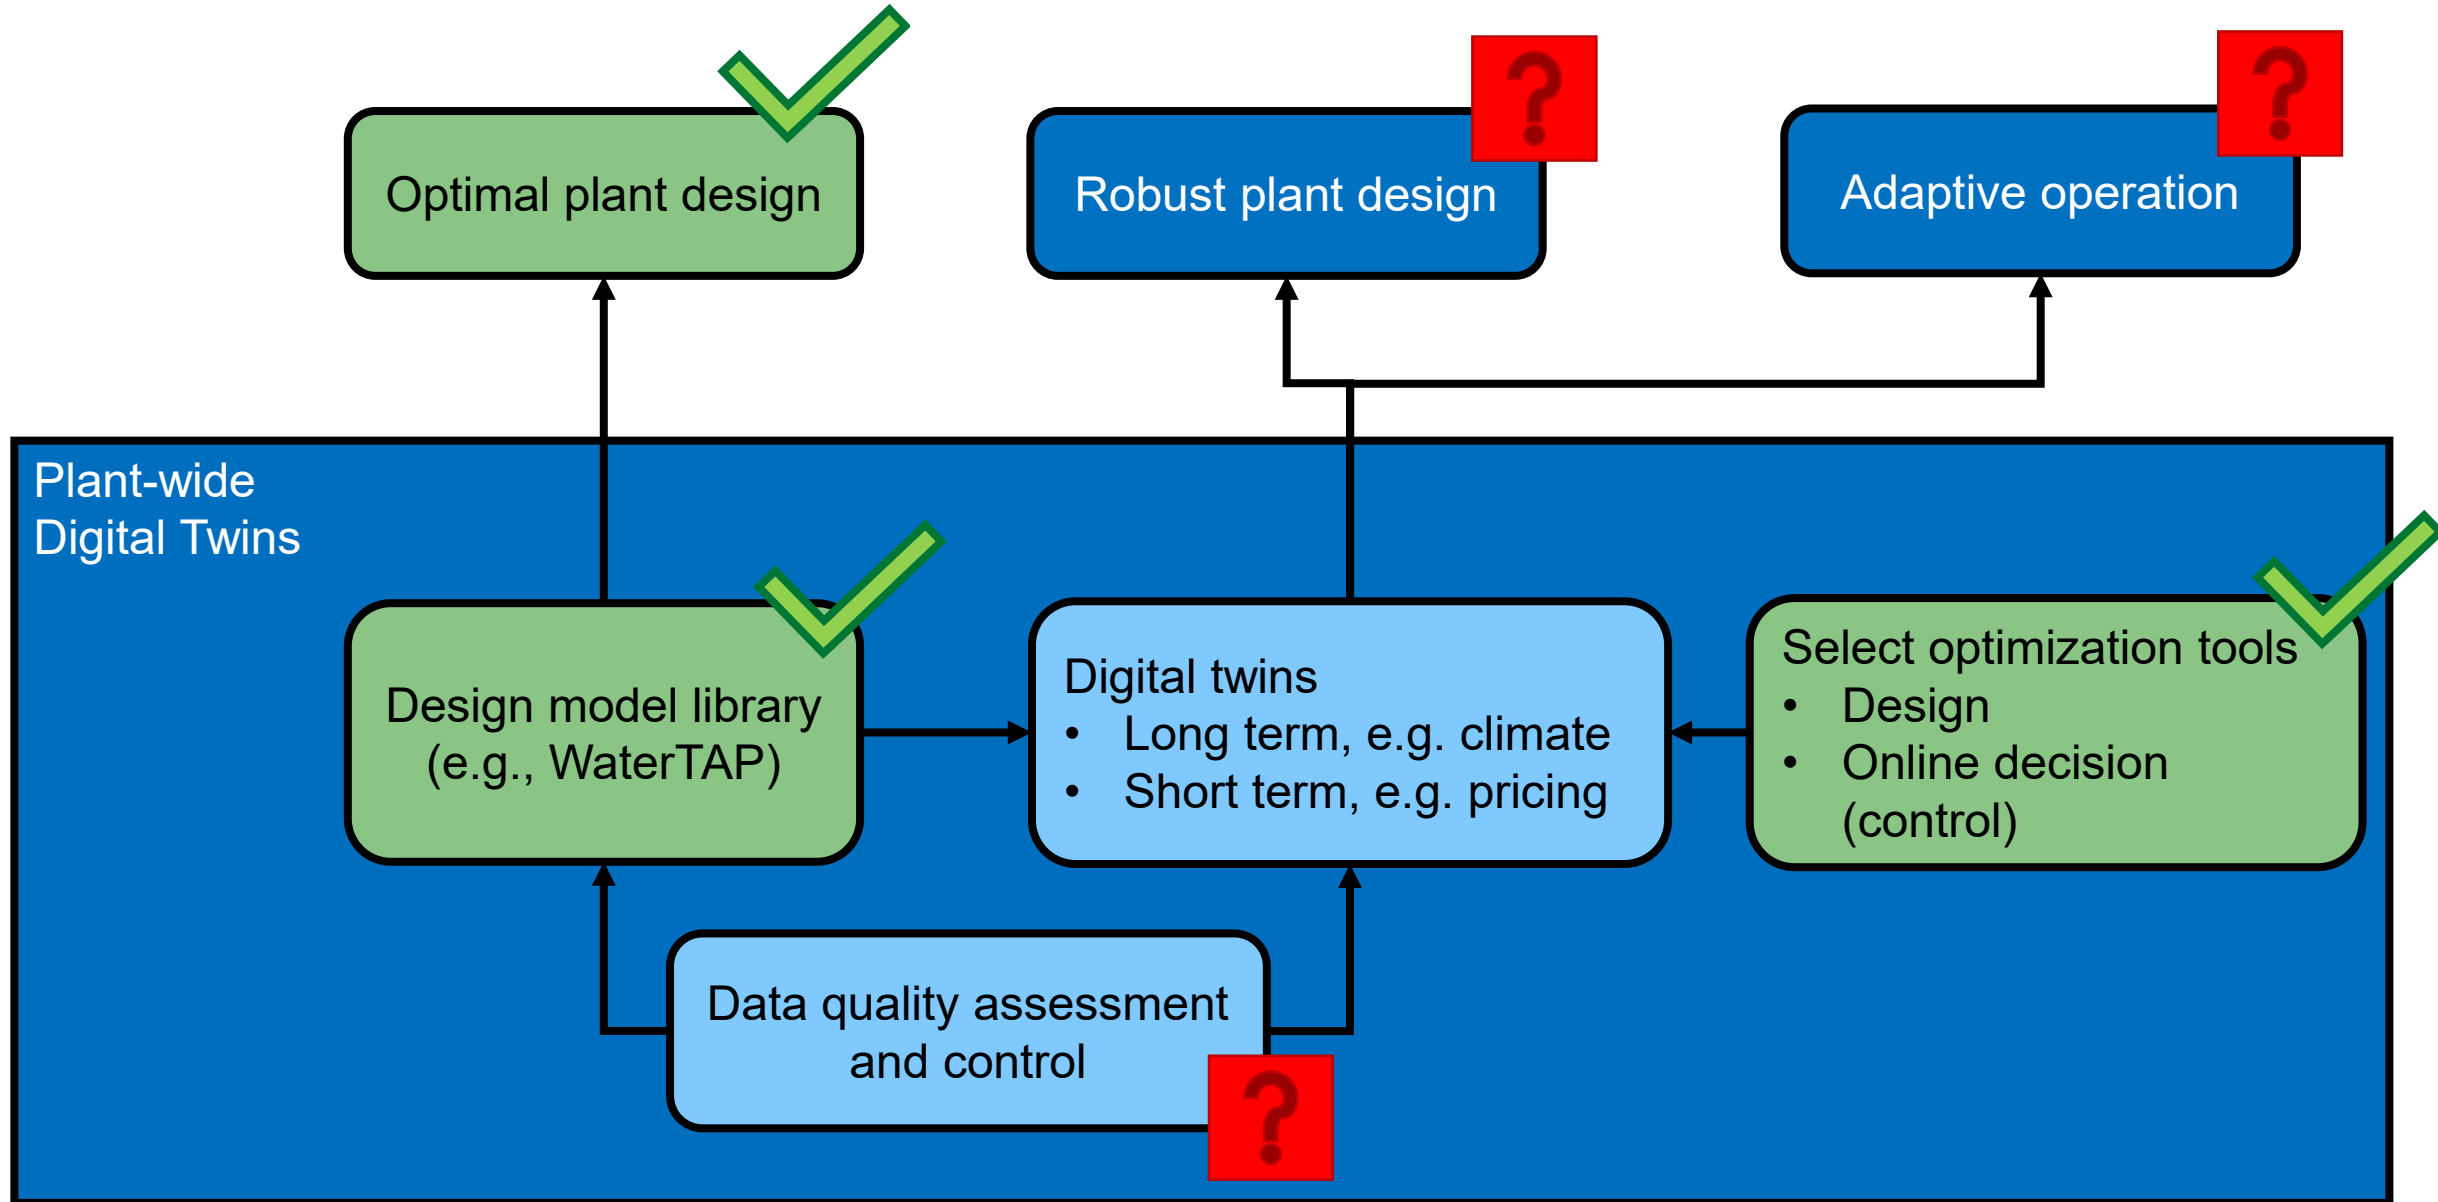 Optimal plant design
Robust plant design
?
Adaptive operation
?
Plant-wide
Digital Twins
Design model library
(e.g., WaterTAP)
Digital twins
• Long term, e.g. climate
• Short term, e.g. pricing
Select optimization tools
• Design
• Online decision
(control)
Data quality assessment
and control
?